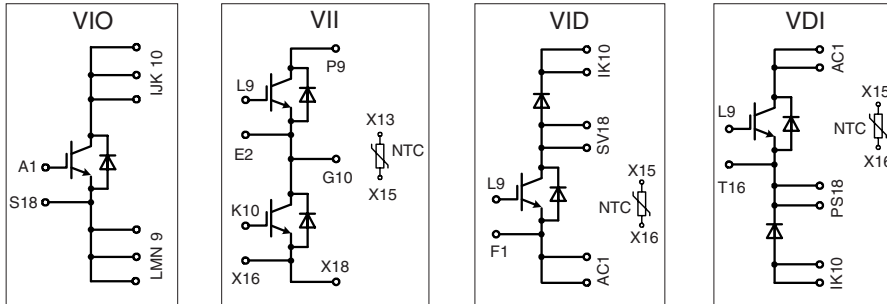 VIO
IJK 10
A1
S18
LMN 9
VII
P9
L9
X13
NTC
E2
G10
X15
K10
X16
X18
VID
IK10
SV18
L9
X15
NTC
X16
F1
AC1
VDI
AC1
X15
L9
NTC
X16
T16
PS18
IK10